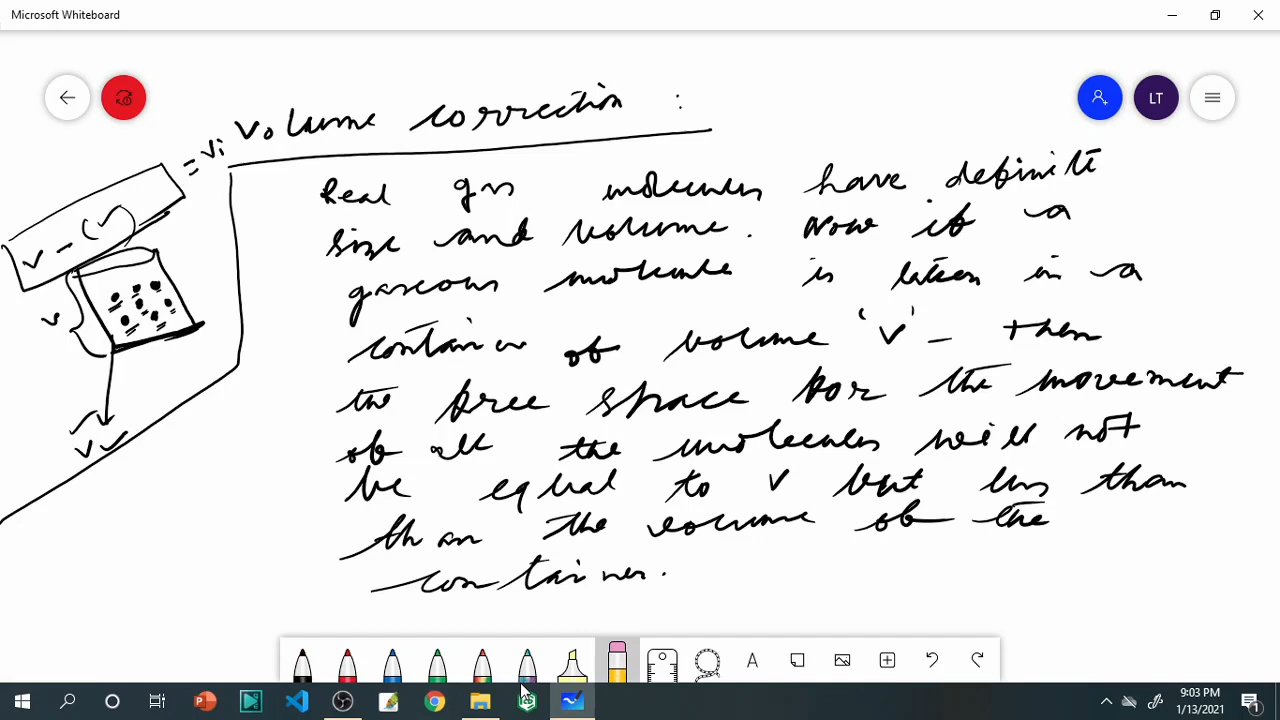 Microsoft Whiteboard
LT
Volume correction :
= Vi
V -
V
V
Real gas molecules have definite
size and volume. Now if a
gaseous molecule is taken in a
container of volume 'V' - then
the free space for the movement
of all the molecules will not
be equal to V but less than
than the volume of the
container.
A
9:03 PM
1/13/2021